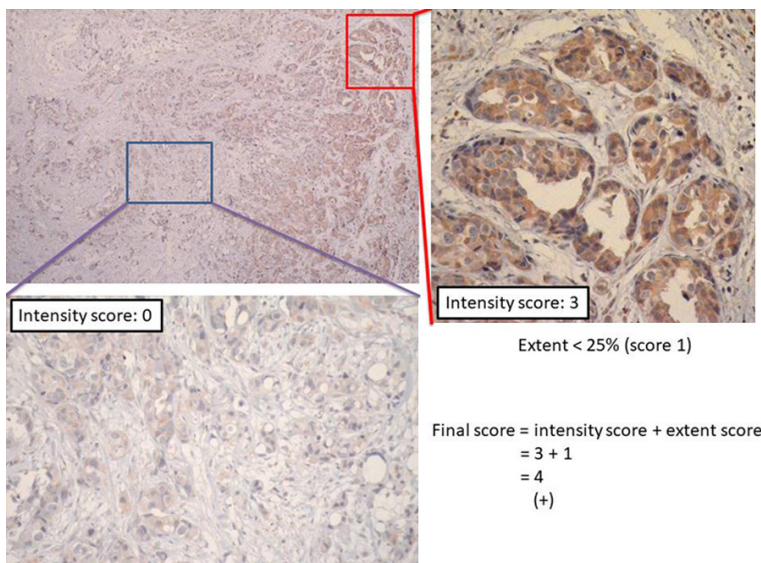 Intensity score: 0
Intensity score: 3
Extent < 25% (score 1)
Final score = intensity score + extent score
= 3 + 1
= 4
(+)